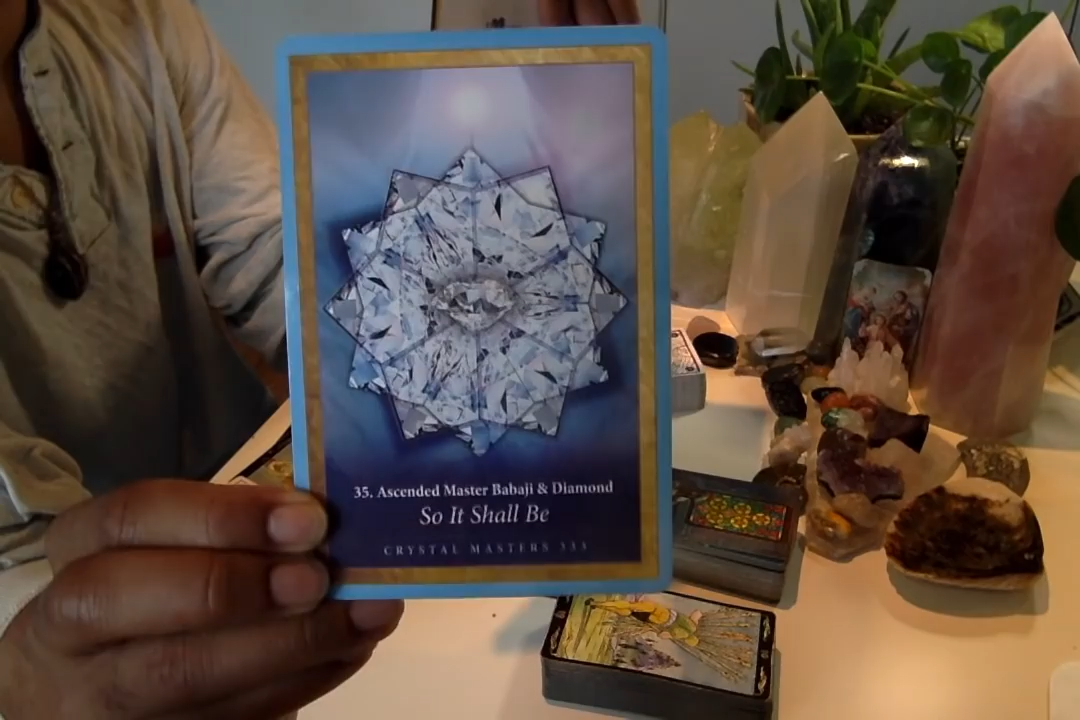 35. Ascended Master Babaji & Diamond
So It Shall Be
CRYSTAL MASTERS 333